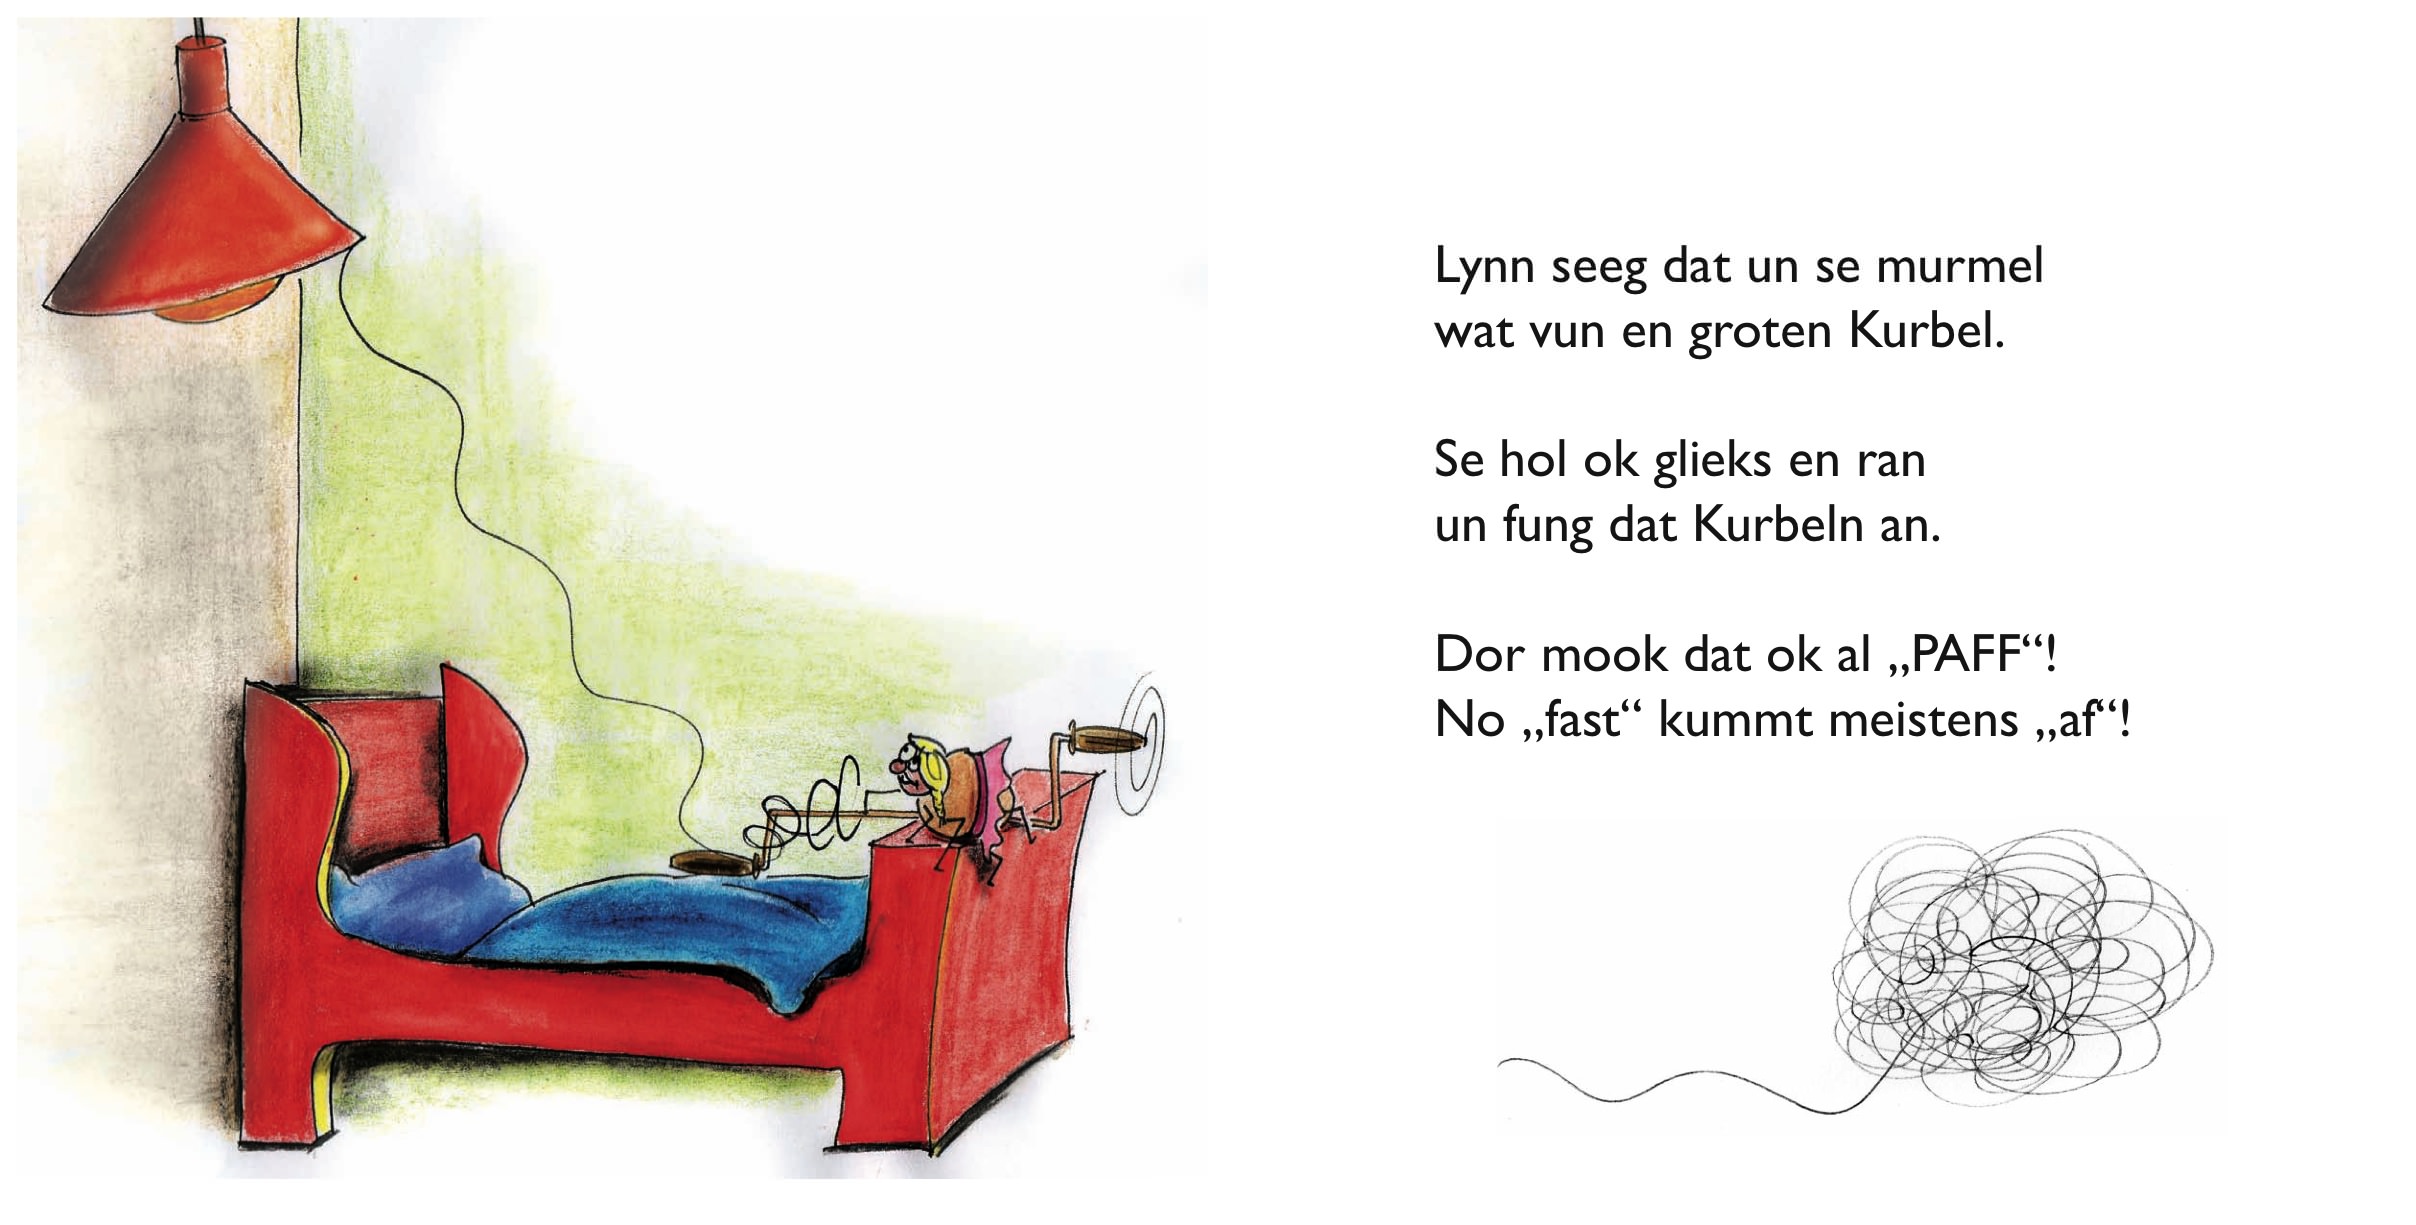 Lynn seeg dat un se murmel
wat vun en groten Kurbel.
Se hol ok glieks en ran
un fung dat Kurbeln an.
Dor mook dat ok al „PAFF“!
No „fast“ kummt meistens „af“!